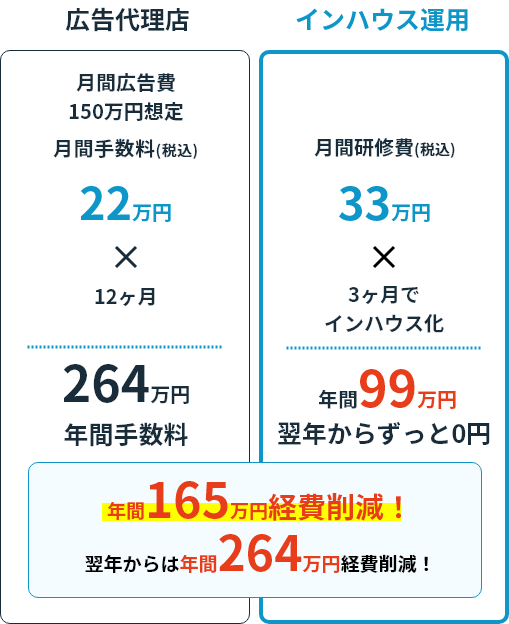 広告代理店
月間広告費
150万円想定
月間手数料(税込)
22万円
×
12ヶ月
264万円
年間手数料
インハウス運用
月間研修費(税込)
33万円
×
3ヶ月で
インハウス化
年間99万円
翌年からずっと0円
年間165万円経費削減！
翌年からは年間264万円経費削減！